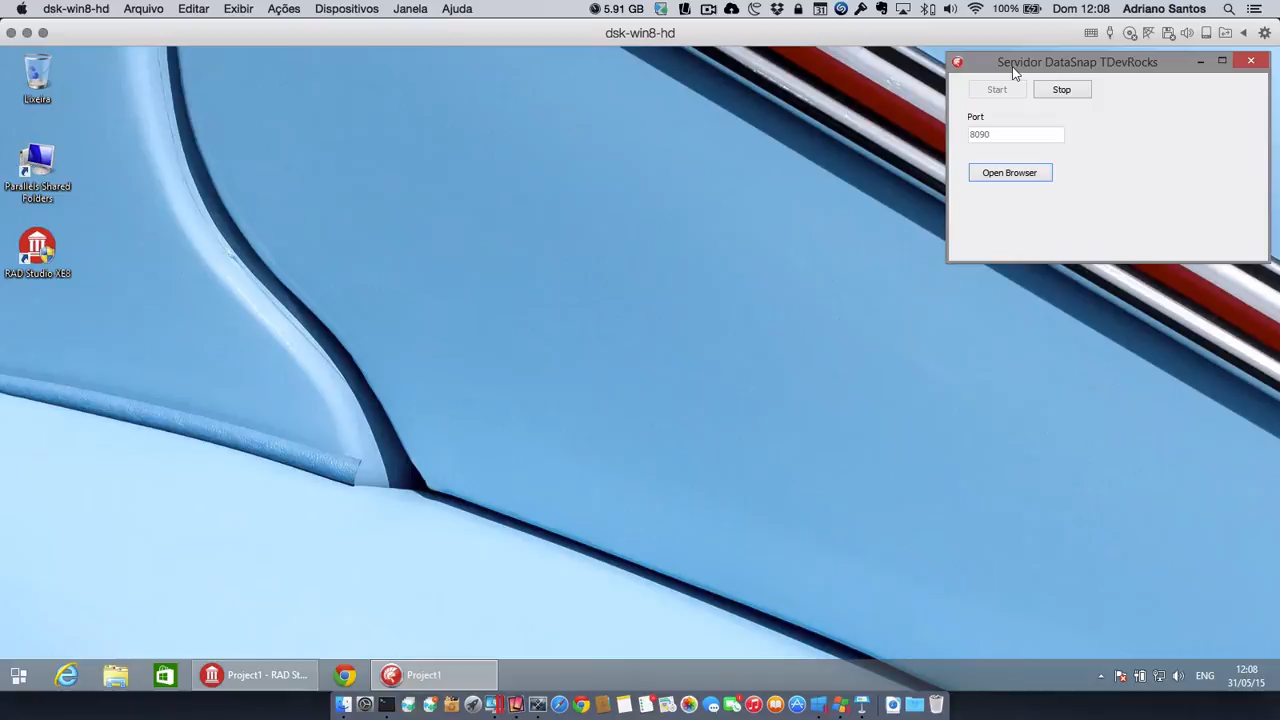 dsk-win8-hd Arquivo Editar Exibir Ações Dispositivos Janela Ajuda 5.91 GB 31 100% Dom 12:08 Adriano Santos
dsk-win8-hd
Lixeira
Parallels Shared
Folders
RAD Studio XE8
Servidor DataSnap TDevRocks
Start Stop
Port
8090
Open Browser
Project1 - RAD St...
Project1
ENG
12:08
31/05/15